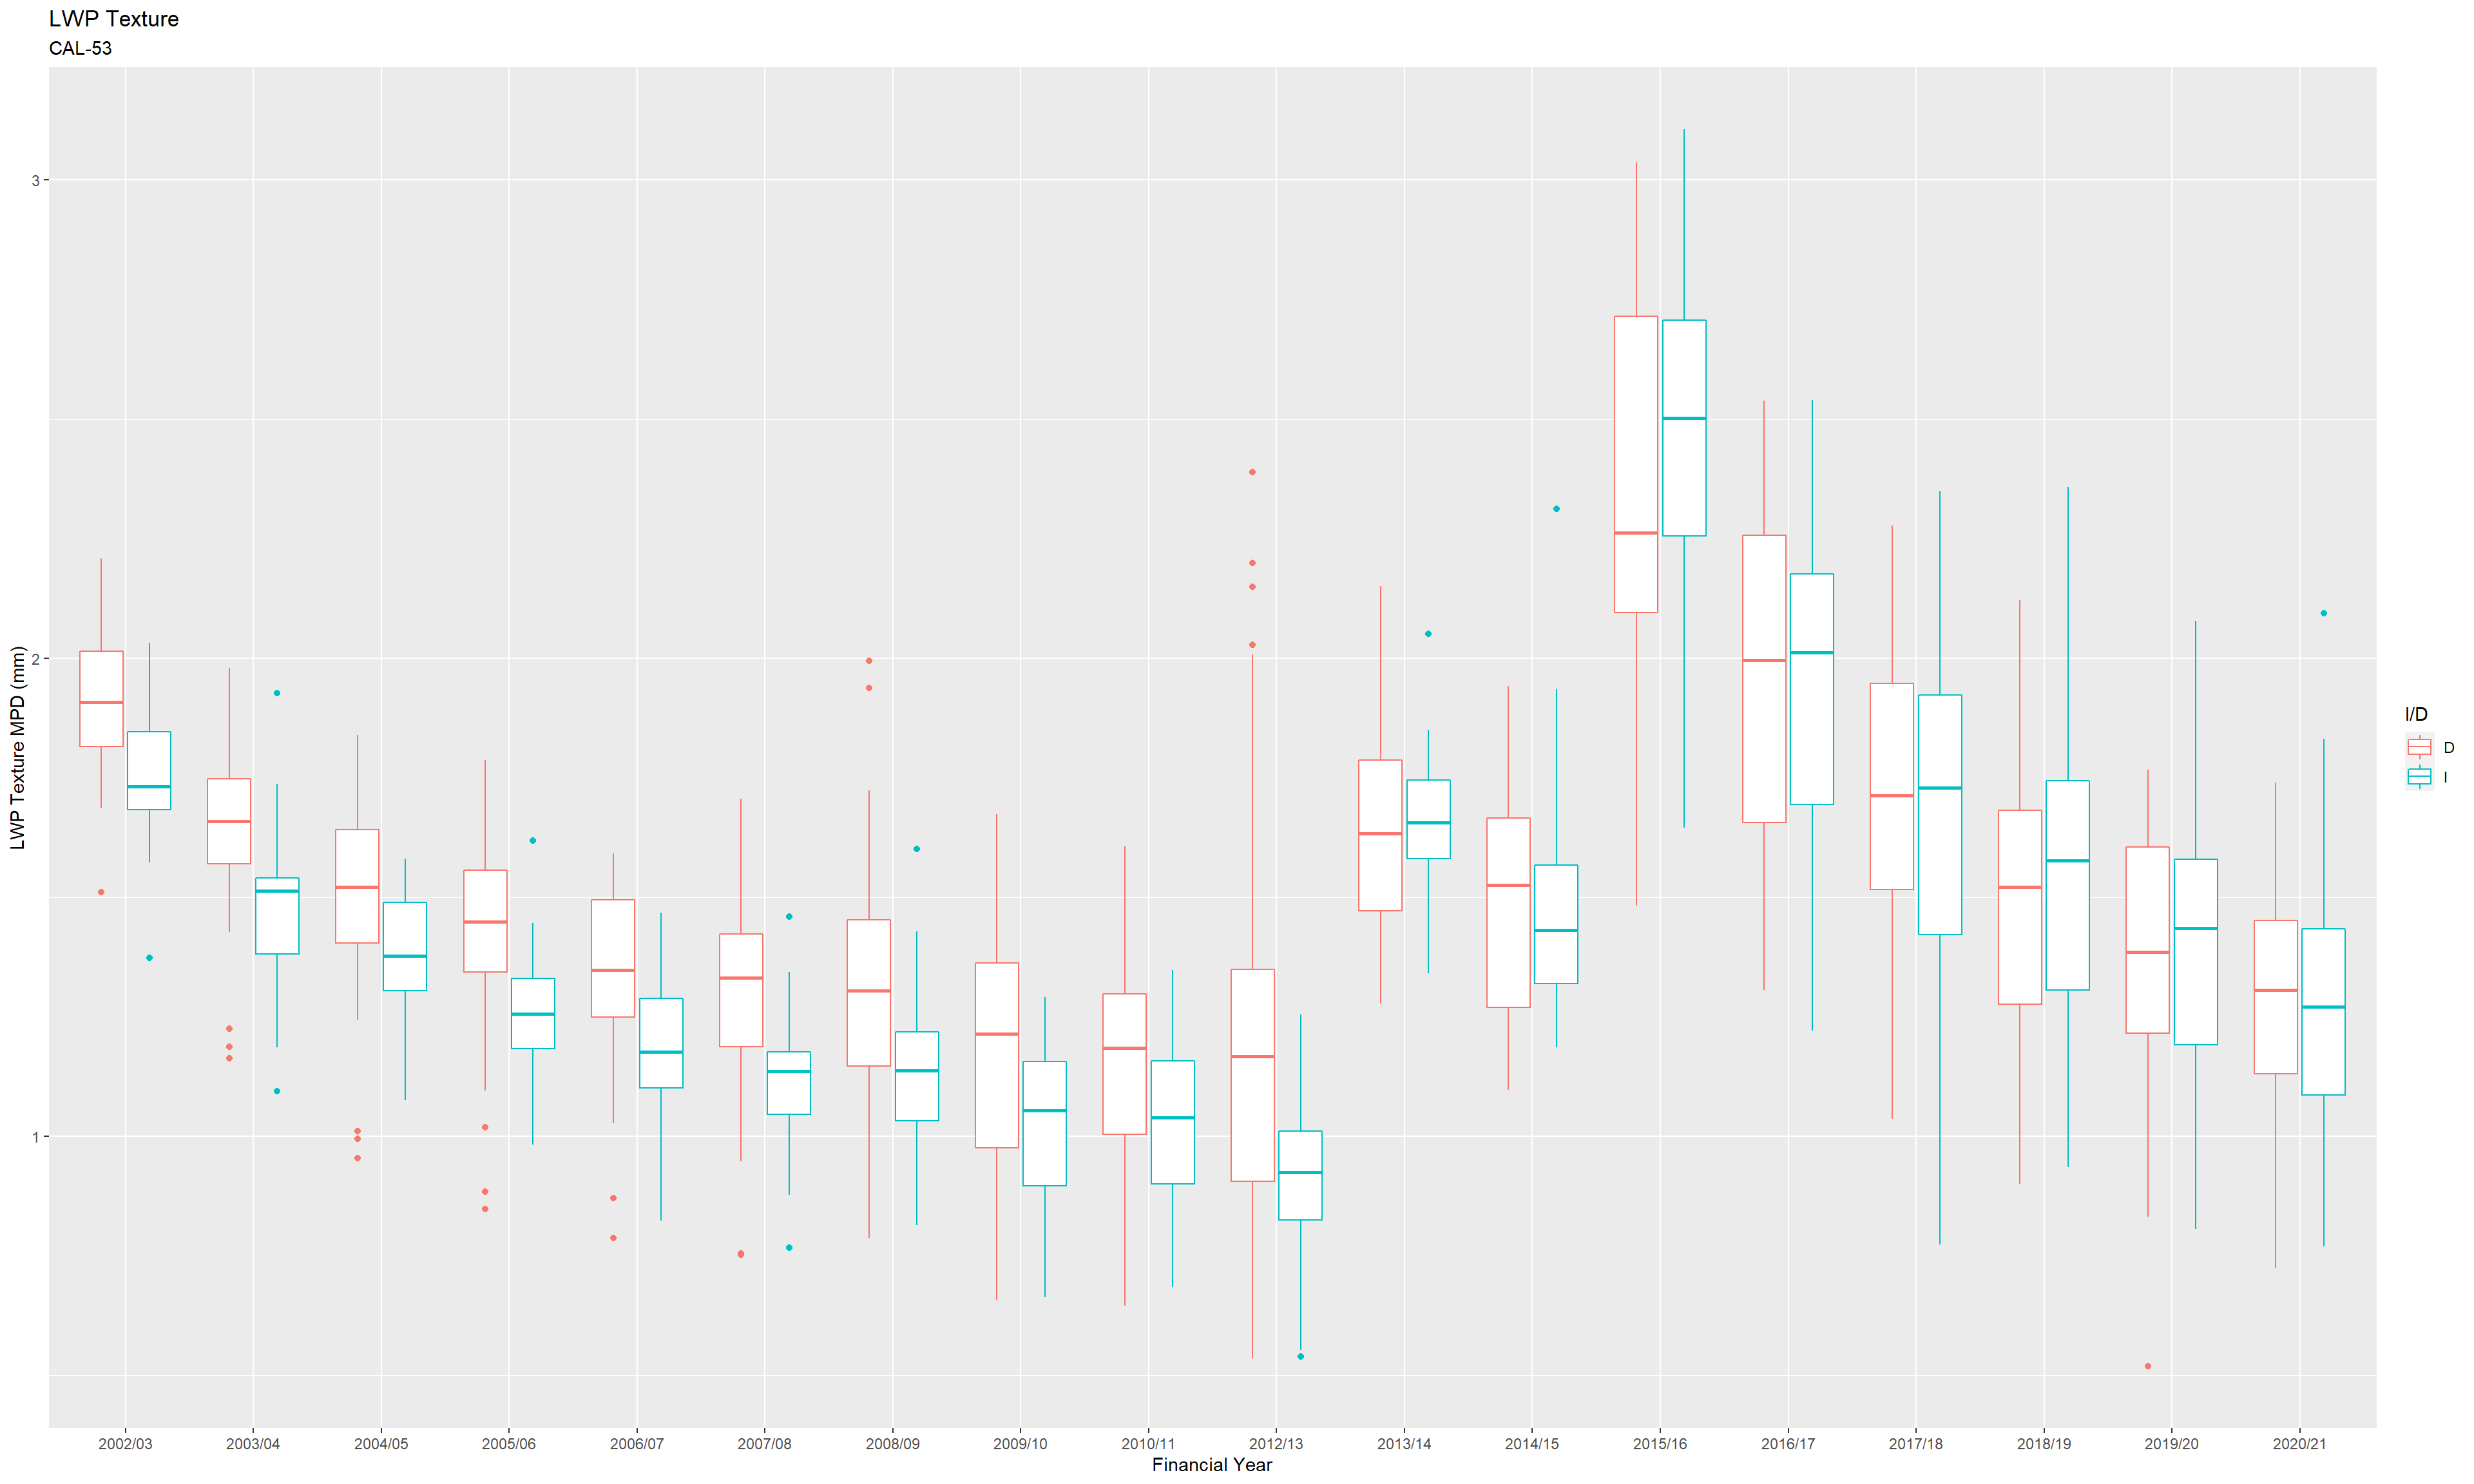 LWP Texture
CAL-53
LWP Texture MPD (mm)
3
2
1
2002/03 2003/04 2004/05 2005/06 2006/07 2007/08 2008/09 2009/10 2010/11 2012/13 2013/14 2014/15 2015/16 2016/17 2017/18 2018/19 2019/20 2020/21
Financial Year
I/D
D
I